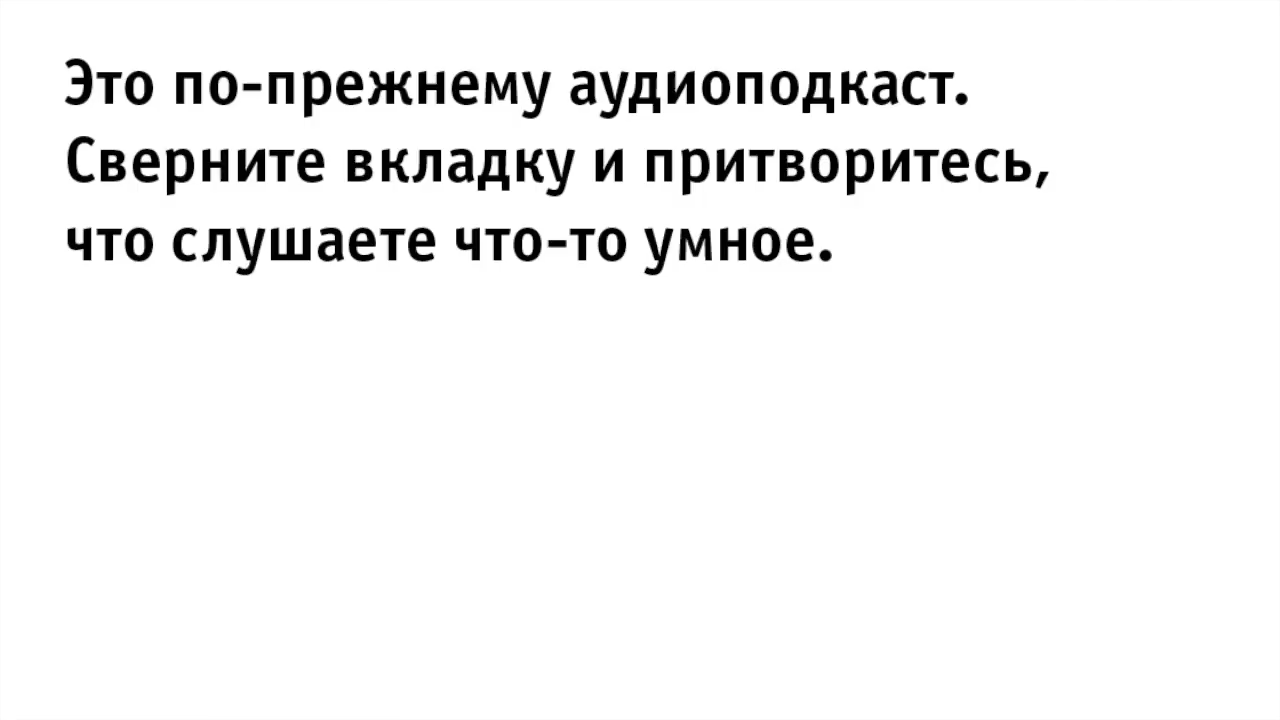 Это по-прежнему аудиоподкаст.
Сверните вкладку и притворитесь,
что слушаете что-то умное.